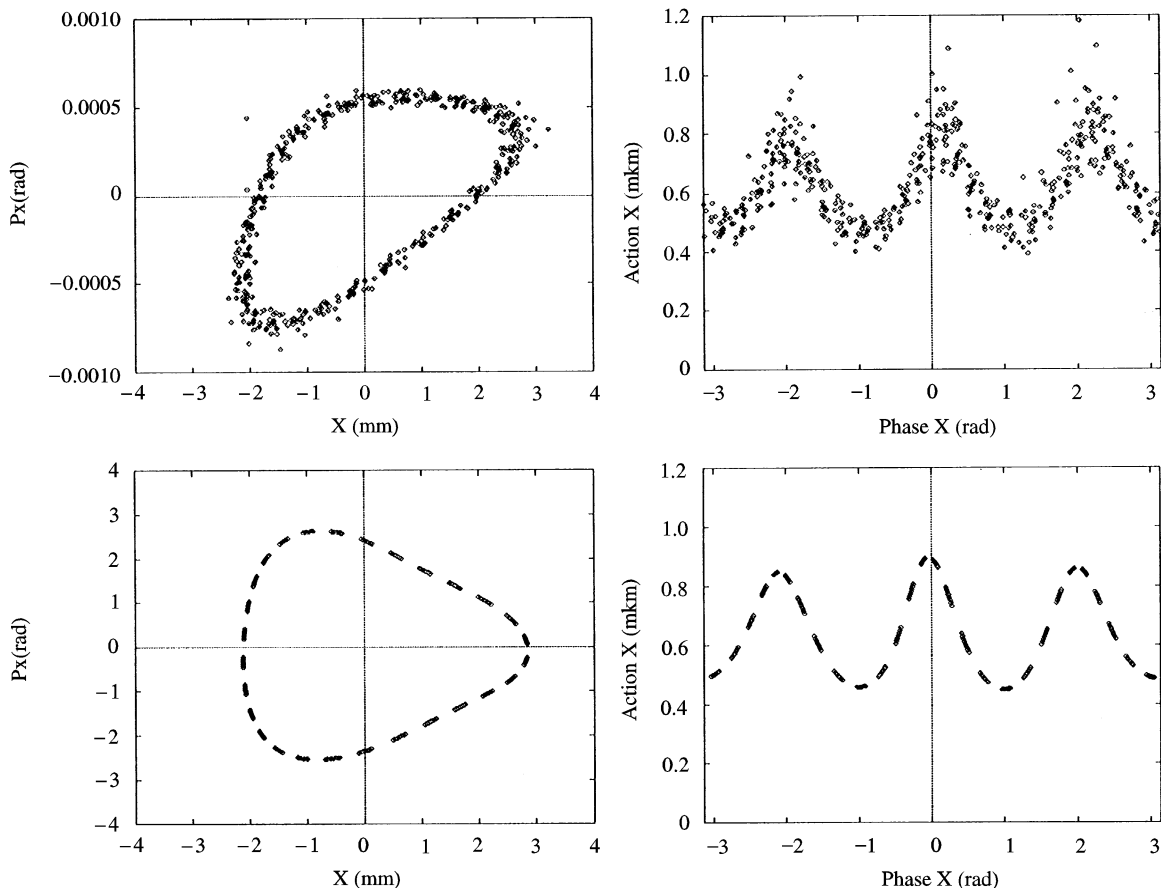 0.0010
0.0005
0
−0.0005
−0.0010
Px(rad)
−4 −3 −2 −1 0 1 2 3 4
X (mm)
1.2
1.0
0.8
0.6
0.4
0.2
0
Action X (mkm)
−3 −2 −1 0 1 2 3
Phase X (rad)
4
3
2
1
0
−1
−2
−3
−4
Px(rad)
−4 −3 −2 −1 0 1 2 3 4
X (mm)
1.2
1.0
0.8
0.6
0.4
0.2
0
Action X (mkm)
−3 −2 −1 0 1 2 3
Phase X (rad)